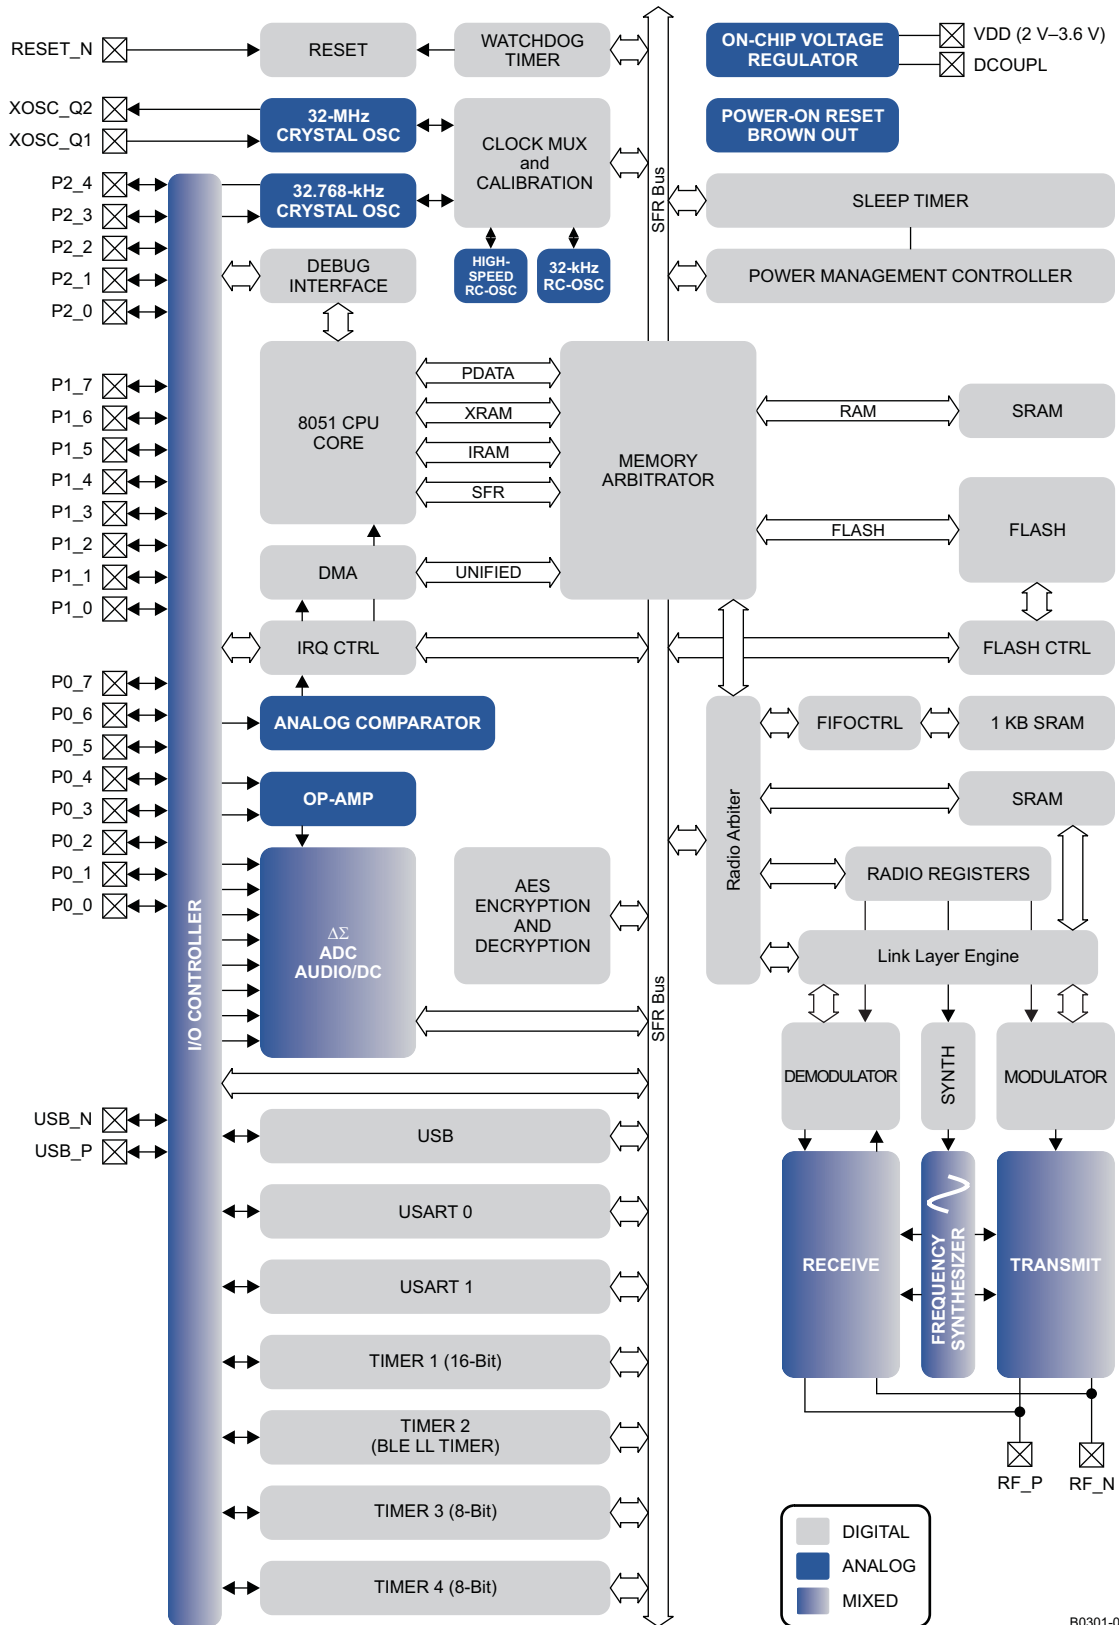 RESET_N
RESET
WATCHDOG
TIMER
ON-CHIP VOLTAGE
REGULATOR
VDD (2 V–3.6 V)
DCOUPL
XOSC_Q2
XOSC_Q1
32-MHz
CRYSTAL OSC
CLOCK MUX
and
CALIBRATION
POWER-ON RESET
BROWN OUT
SFR Bus
P2_4
P2_3
P2_2
P2_1
P2_0
32.768-kHz
CRYSTAL OSC
SLEEP TIMER
DEBUG
INTERFACE
HIGH-
SPEED
RC-OSC
32-kHz
RC-OSC
POWER MANAGEMENT CONTROLLER
P1_7
P1_6
P1_5
P1_4
P1_3
P1_2
P1_1
P1_0
8051 CPU
CORE
PDATA
XRAM
IRAM
SFR
MEMORY
ARBITRATOR
RAM
SRAM
FLASH
FLASH
DMA
UNIFIED
IRQ CTRL
FLASH CTRL
P0_7
P0_6
P0_5
P0_4
P0_3
P0_2
P0_1
P0_0
ANALOG COMPARATOR
OP-AMP
ΔΣ
ADC
AUDIO/DC
AES
ENCRYPTION
AND
DECRYPTION
I/O CONTROLLER
SFR Bus
Radio Arbiter
FIFOCTRL
1 KB SRAM
SRAM
RADIO REGISTERS
Link Layer Engine
DEMODULATOR
SYNTH
MODULATOR
RECEIVE
FREQUENCY
SYNTHESIZER
TRANSMIT
RF_P
RF_N
USB_N
USB_P
USB
USART 0
USART 1
TIMER 1 (16-Bit)
TIMER 2
(BLE LL TIMER)
TIMER 3 (8-Bit)
TIMER 4 (8-Bit)
DIGITAL
ANALOG
MIXED
B0301-0